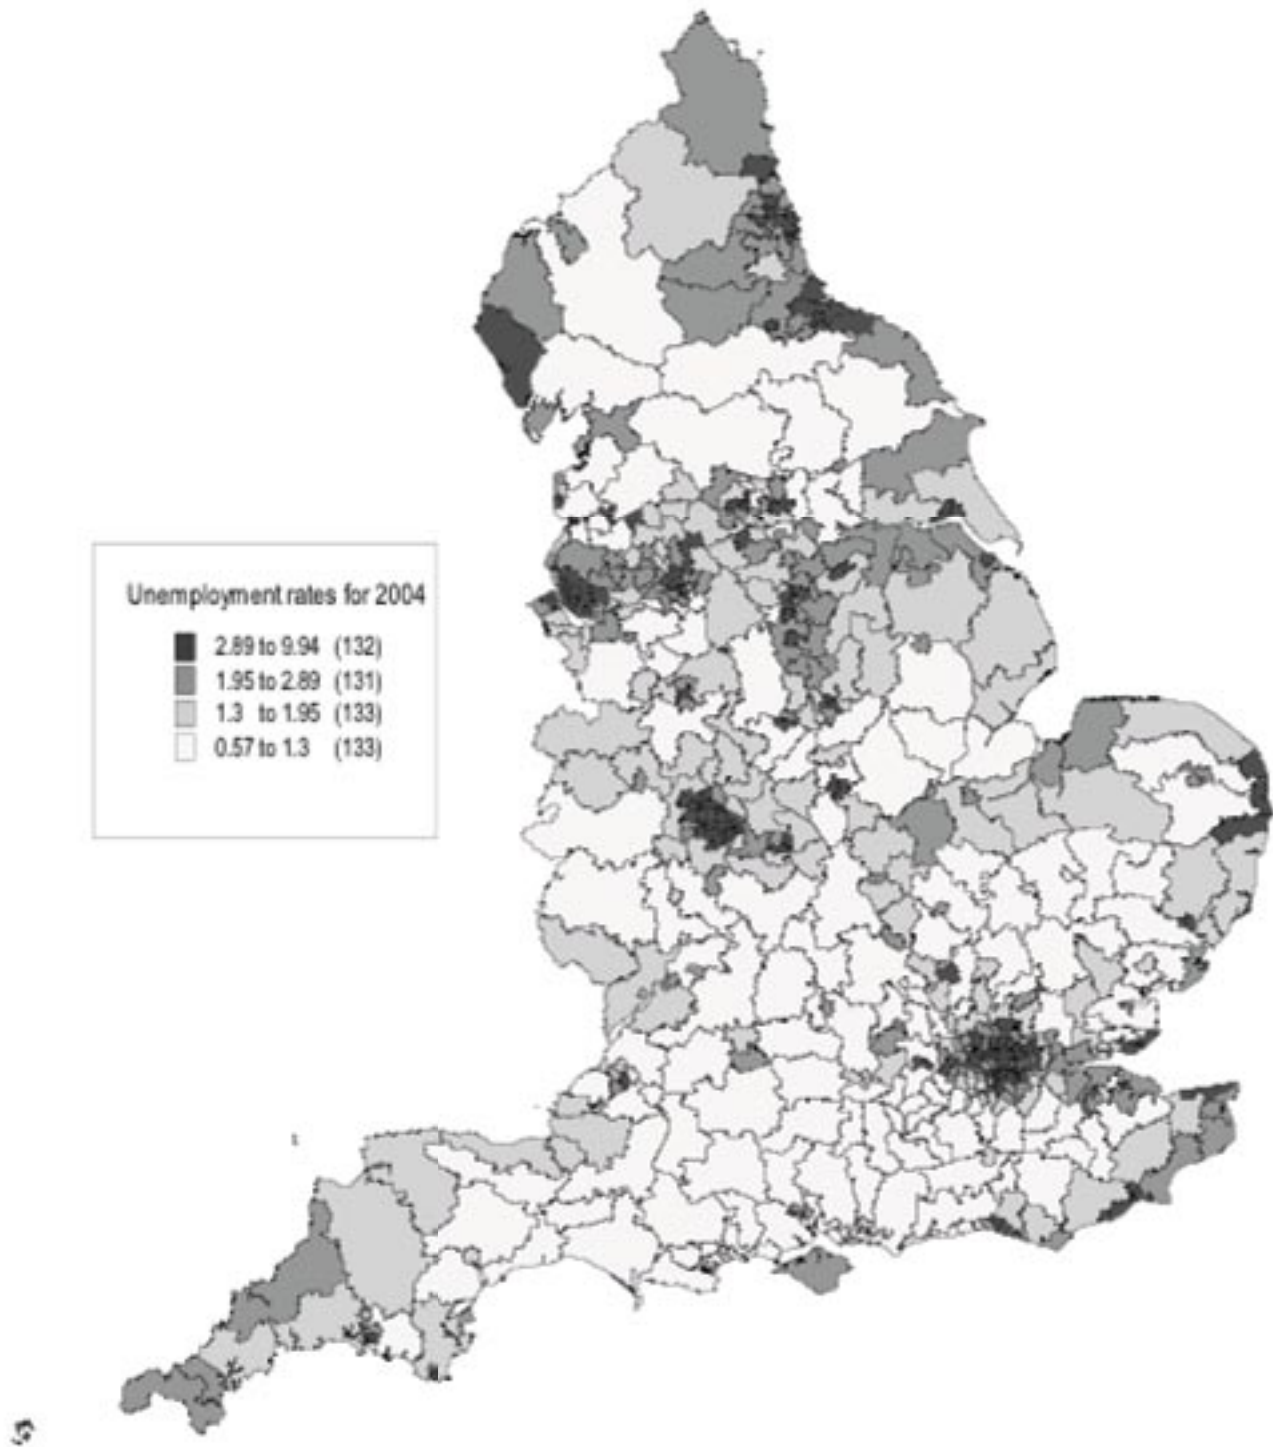 Unemployment rates for 2004
2.89 to 9.94 (132)
1.95 to 2.89 (131)
1.3 to 1.95 (133)
0.57 to 1.3 (133)